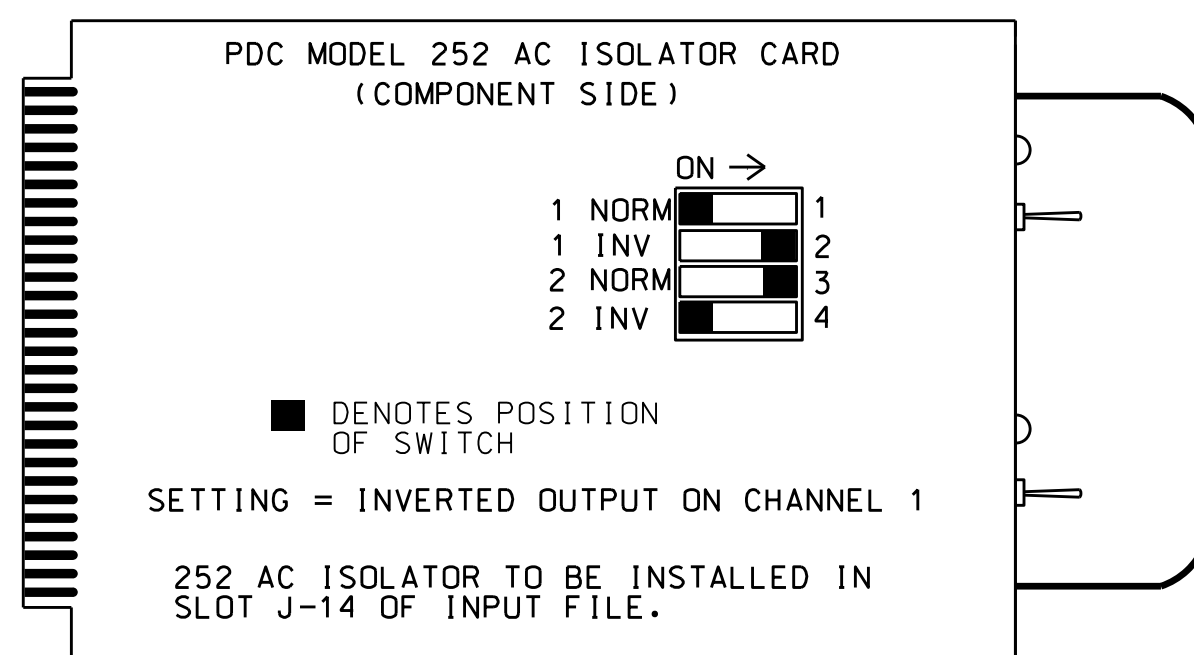 PDC MODEL 252 AC ISOLATOR CARD
(COMPONENT SIDE)
ON →
1 NORM 1
1 INV 2
2 NORM 3
2 INV 4
DENOTES POSITION
OF SWITCH
SETTING = INVERTED OUTPUT ON CHANNEL 1
252 AC ISOLATOR TO BE INSTALLED IN
SLOT J-14 OF INPUT FILE.